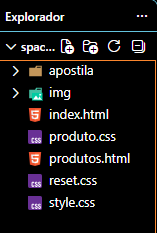 Explorador
spac...
apostila
img
index.html
produto.css
produtos.html
reset.css
style.css